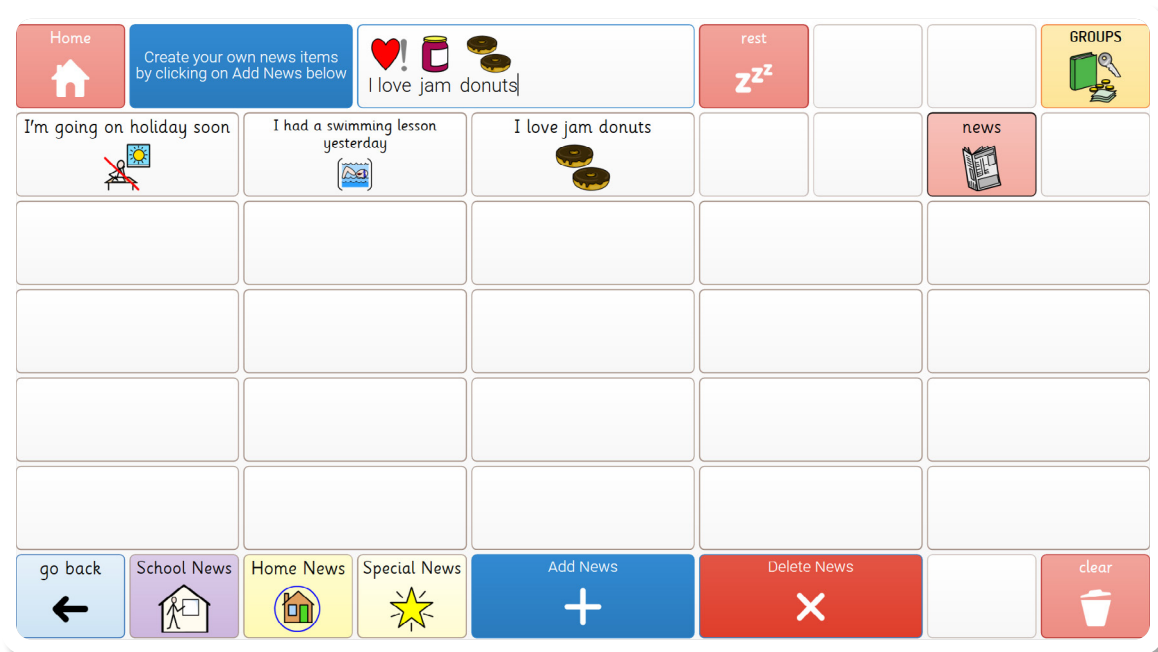 Home
Create your own news items
by clicking on Add News below
I love jam donuts
rest
zzz
GROUPS
I'm going on holiday soon
I had a swimming lesson
yesterday
I love jam donuts
news
go back
School News
Home News
Special News
Add News
Delete News
clear